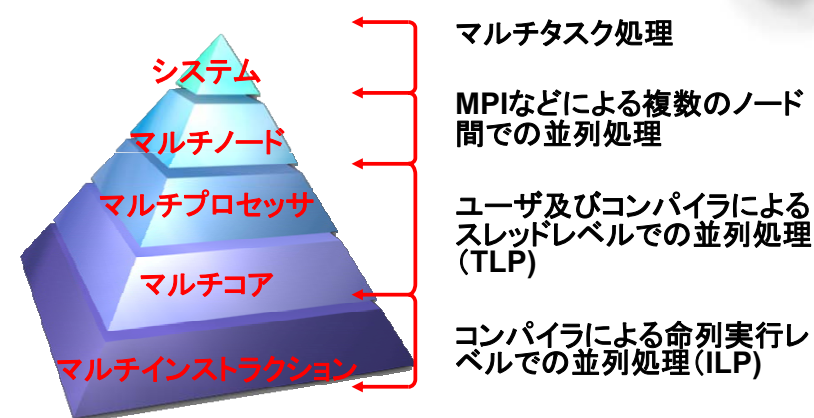 システム
マルチノード
マルチプロセッサ
マルチコア
マルチインストラクション
マルチタスク処理
MPIなどによる複数のノード
間での並列処理
ユーザ及びコンパイラによる
スレッドレベルでの並列処理
（TLP)
コンパイラによる命列実行レ
ベルでの並列処理（ILP)